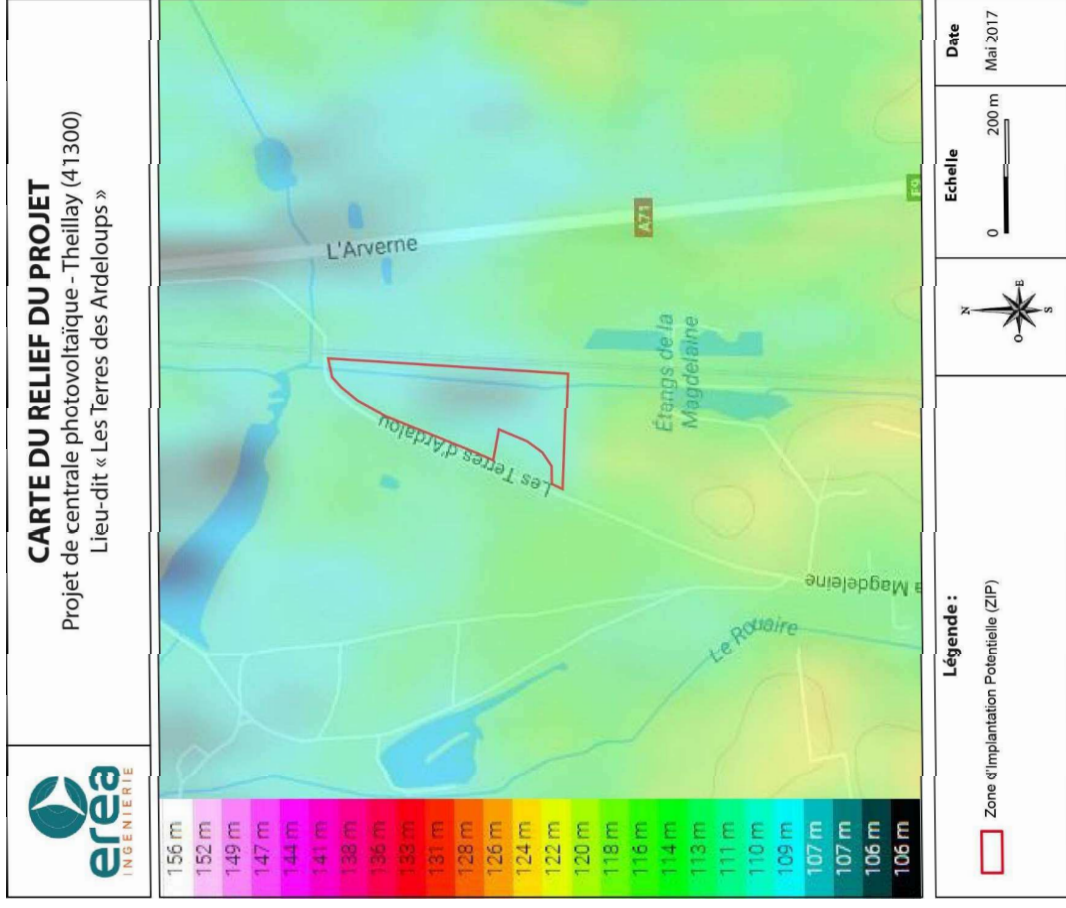 CARTE DU RELIEF DU PROJET
Projet de centrale photovoltaïque - Theillay (41300)
Lieu-dit « Les Terres des Ardeloups »
erea
INGENIERIE
156 m
152 m
149 m
147 m
144 m
141 m
138 m
136 m
133 m
131 m
128 m
126 m
124 m
122 m
120 m
118 m
116 m
114 m
113 m
111 m
110 m
109 m
107 m
107 m
106 m
106 m
L'Arverne
Les Terres d'Ardalou
A71
E9
Étangs de la
Magdelaine
a Magdeleine
Le Rouaire
Légende :
Zone d'Implantation Potentielle (ZIP)
N
E
S
O
Echelle
0 200 m
Date
Mai 2017